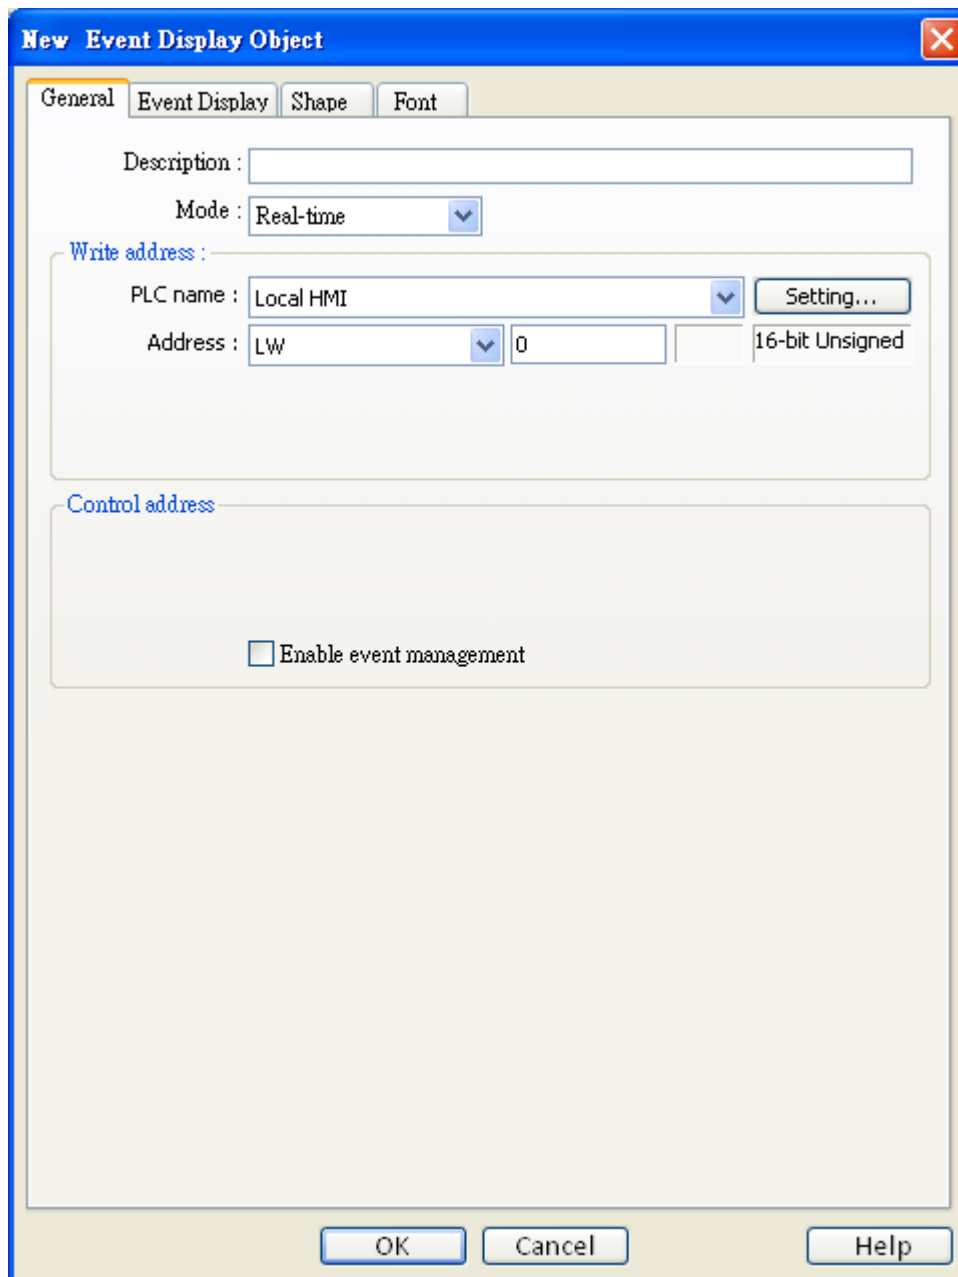 New Event Display Object
General Event Display Shape Font
Description :
Mode : Real-time
Write address :
PLC name : Local HMI Setting...
Address : LW 0 16-bit Unsigned
Control address
Enable event management
OK Cancel Help